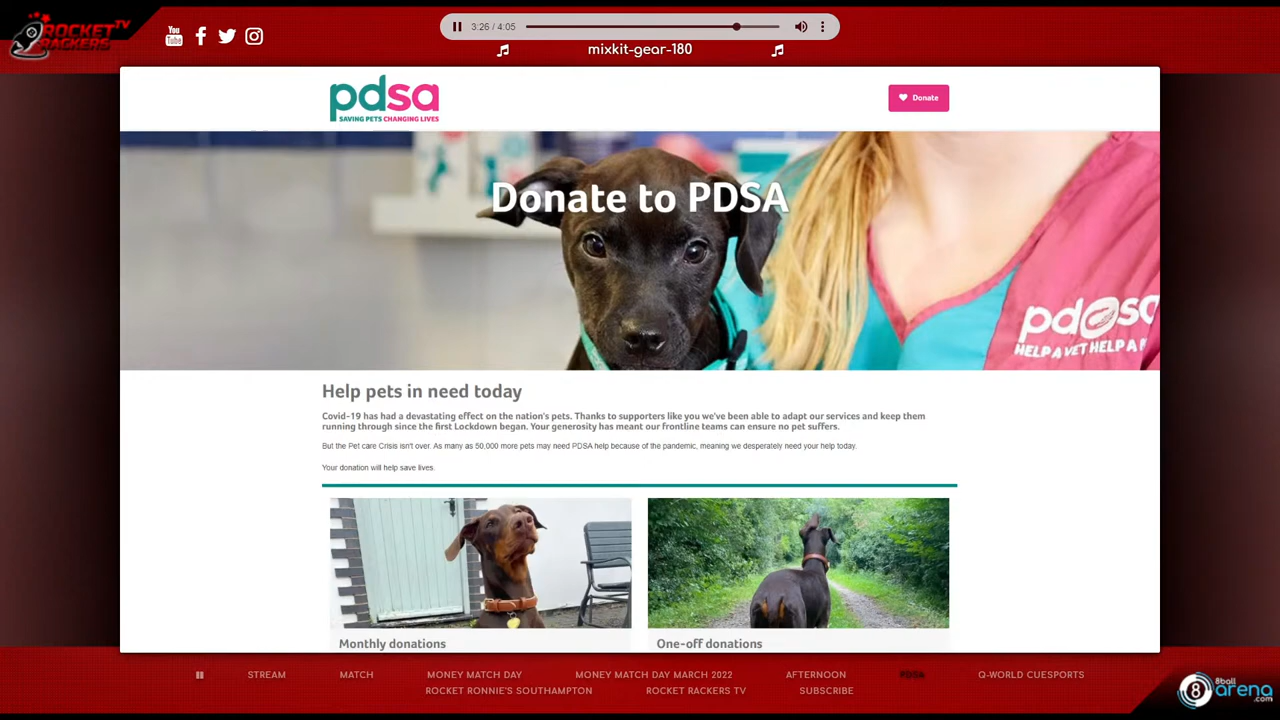 ROCKET TV
RACKERS
You
Tube
3:26 / 4:05
mixkit-gear-180
pdsa
SAVING PETS CHANGING LIVES
Donate
Donate to PDSA
pdsa
HELP A VET HELP A
Help pets in need today
Covid-19 has had a devastating effect on the nation's pets. Thanks to supporters like you we've been able to adapt our services and keep them
running through since the first Lockdown began. Your generosity has meant our frontline teams can ensure no pet suffers.
But the Pet care Crisis isn't over. As many as 50,000 more pets may need PDSA help because of the pandemic, meaning we desperately need your help today.
Your donation will help save lives.
Monthly donations
One-off donations
STREAM MATCH MONEY MATCH DAY MONEY MATCH DAY MARCH 2022 AFTERNOON PDSA Q-WORLD CUESPORTS
ROCKET RONNIE'S SOUTHAMPTON ROCKET RACKERS TV SUBSCRIBE
8
8ball
arena
.com